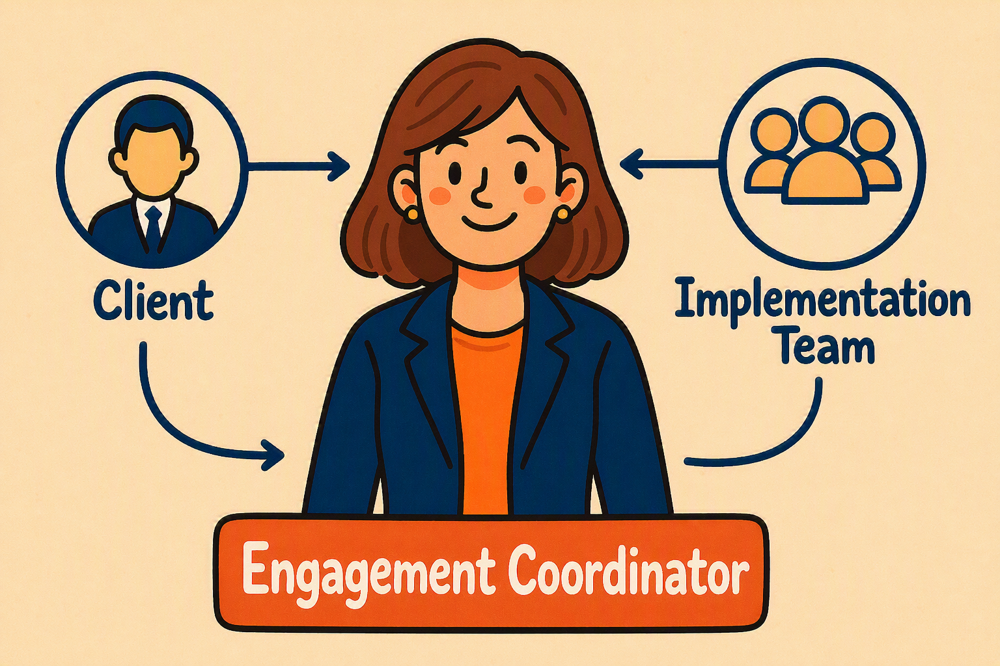 Client
Implementation
Team
Engagement Coordinator